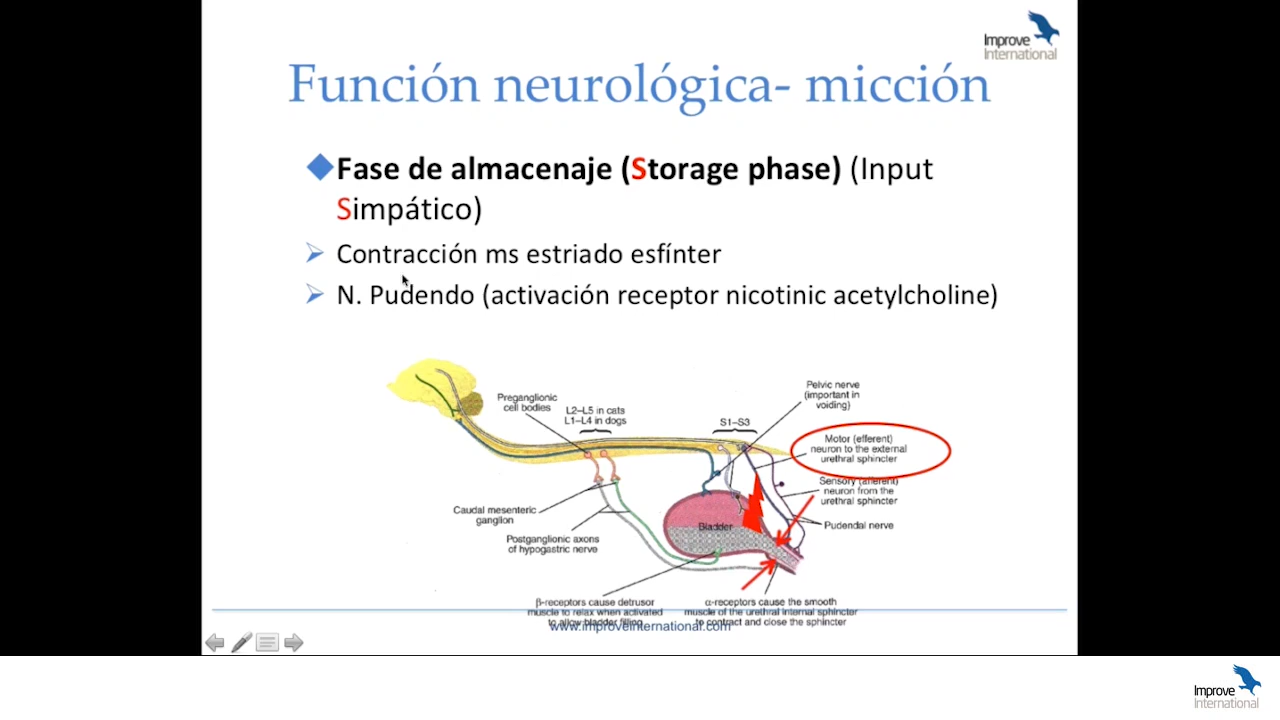 Improve
International
Función neurológica- micción
Fase de almacenaje (Storage phase) (Input
Simpático)
Contracción ms estriado esfínter
N. Pudendo (activación receptor nicotinic acetylcholine)
Preganglionic
cell bodies
L2–L5 in cats
L1–L4 in dogs
S1–S3
Pelvic nerve
(important in
voiding)
Motor (efferent)
neuron to the external
urethral sphincter
Sensory (afferent)
neuron from the
urethral sphincter
Pudendal nerve
Bladder
Caudal mesenteric
ganglion
Postganglionic axons
of hypogastric nerve
β-receptors cause detrusor
muscle to relax when activated
to allow bladder filling
α-receptors cause the smooth
muscle of the urethral internal sphincter
to contract and close the sphincter
www.improveinternational.com
Improve
International